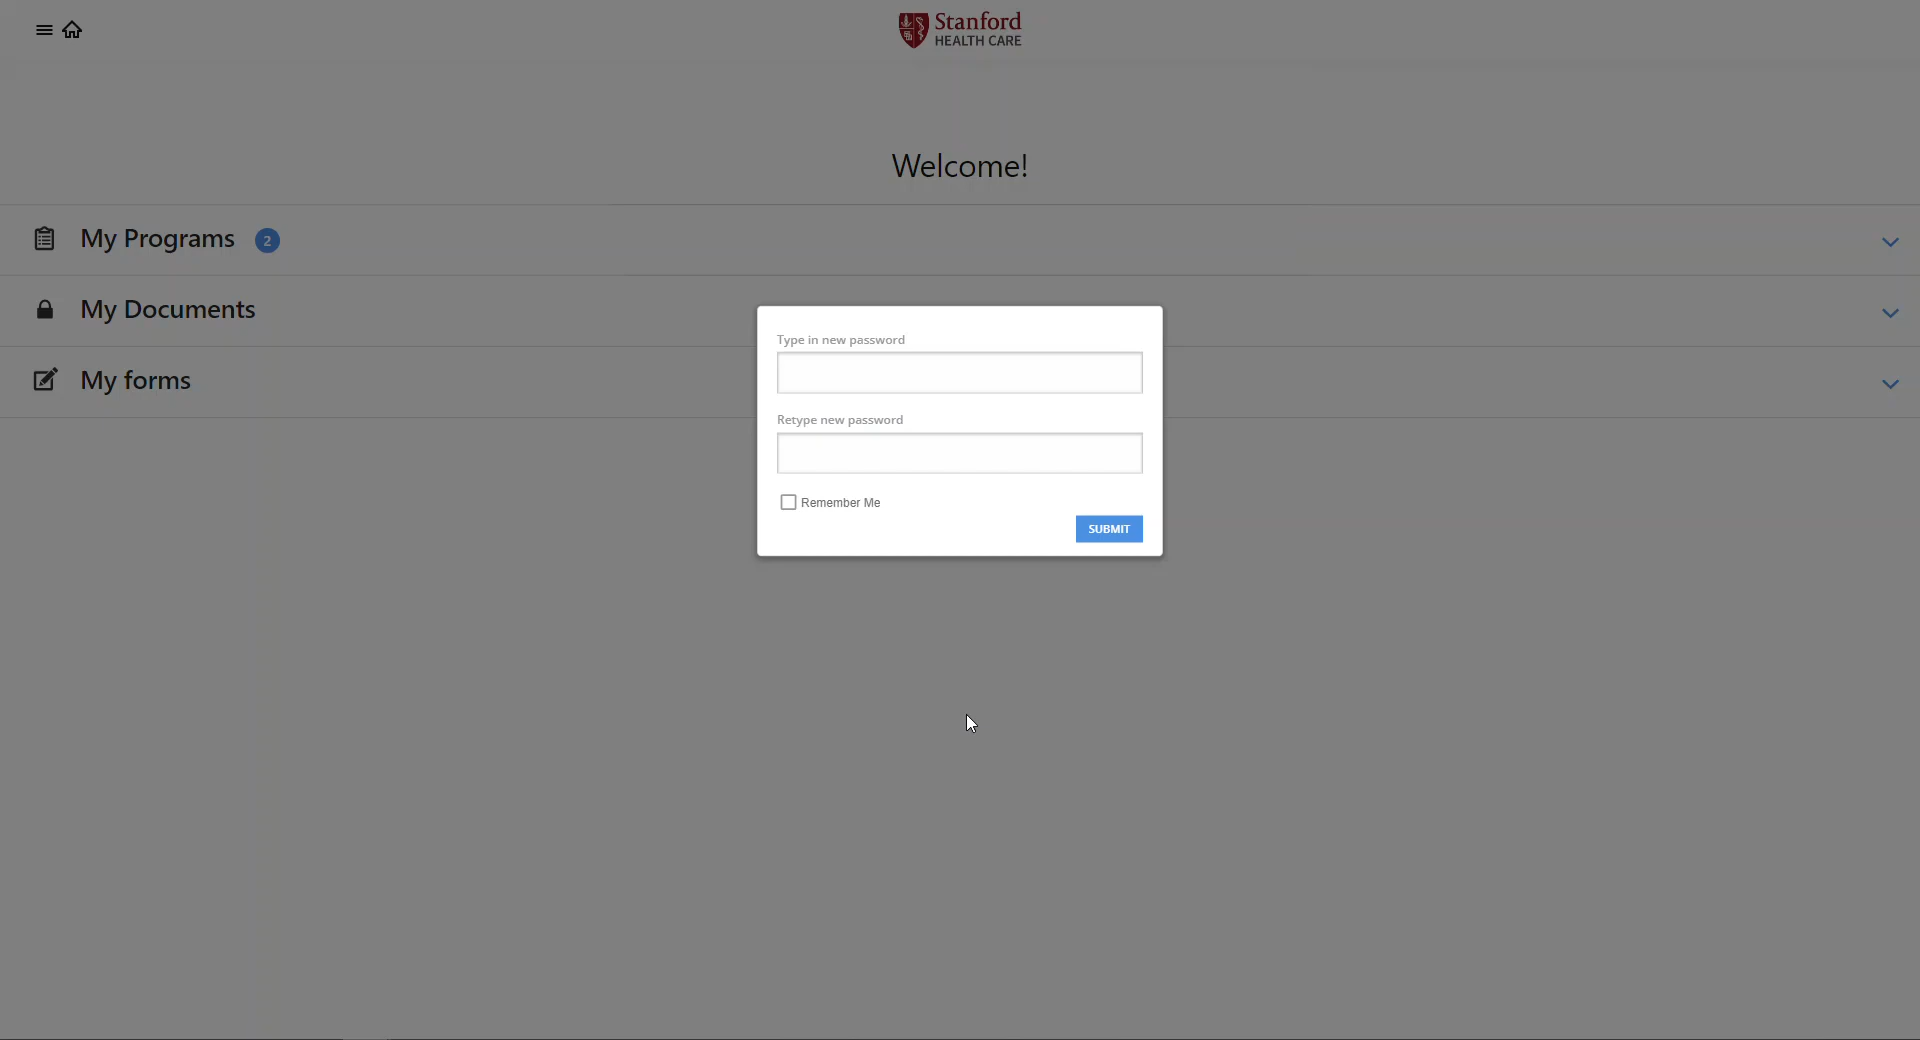 Stanford
HEALTH CARE
Welcome!
My Programs 2
My Documents
My forms
Type in new password
Retype new password
Remember Me
SUBMIT